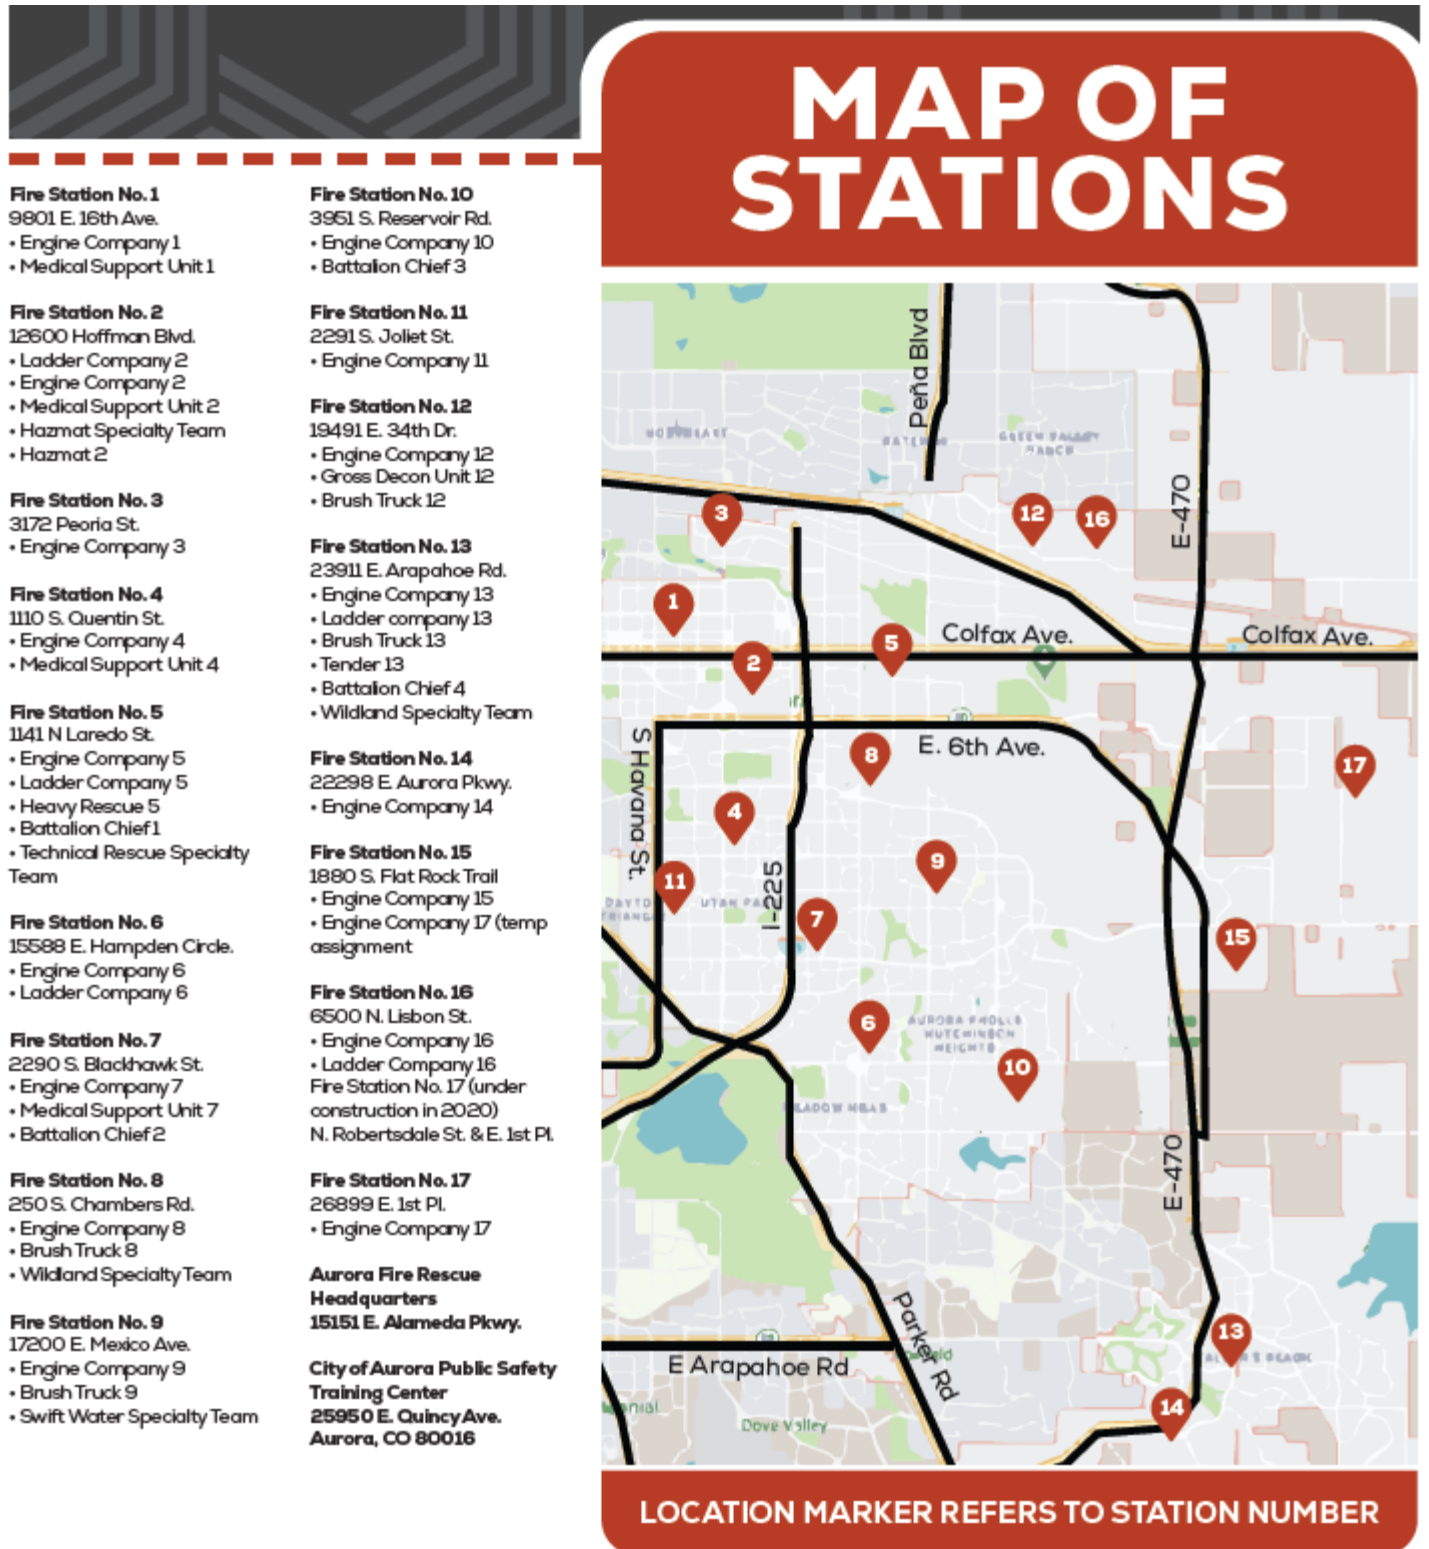 MAP OF
STATIONS
Fire Station No. 1
9801 E. 16th Ave.
• Engine Company 1
• Medical Support Unit 1
Fire Station No. 2
12600 Hoffman Blvd.
• Ladder Company 2
• Engine Company 2
• Medical Support Unit 2
• Hazmat Specialty Team
• Hazmat 2
Fire Station No. 3
3172 Peoria St.
• Engine Company 3
Fire Station No. 4
1110 S. Quentin St.
• Engine Company 4
• Medical Support Unit 4
Fire Station No. 5
1141 N Laredo St.
• Engine Company 5
• Ladder Company 5
• Heavy Rescue 5
• Battalion Chief 1
• Technical Rescue Specialty
Team
Fire Station No. 6
15588 E. Hampden Circle.
• Engine Company 6
• Ladder Company 6
Fire Station No. 7
2290 S. Blackhawk St.
• Engine Company 7
• Medical Support Unit 7
• Battalion Chief 2
Fire Station No. 8
250 S. Chambers Rd.
• Engine Company 8
• Brush Truck 8
• Wildland Specialty Team
Fire Station No. 9
17200 E. Mexico Ave.
• Engine Company 9
• Brush Truck 9
• Swift Water Specialty Team
Fire Station No. 10
3951 S. Reservoir Rd.
• Engine Company 10
• Battalion Chief 3
Fire Station No. 11
2291 S. Joliet St.
• Engine Company 11
Fire Station No. 12
19491 E. 34th Dr.
• Engine Company 12
• Gross Decon Unit 12
• Brush Truck 12
Fire Station No. 13
23911 E. Arapahoe Rd.
• Engine Company 13
• Ladder company 13
• Brush Truck 13
• Tender 13
• Battalion Chief 4
• Wildland Specialty Team
Fire Station No. 14
22298 E. Aurora Pkwy.
• Engine Company 14
Fire Station No. 15
1880 S. Flat Rock Trail
• Engine Company 15
• Engine Company 17 (temp
assignment
Fire Station No. 16
6500 N. Lisbon St.
• Engine Company 16
• Ladder Company 16
Fire Station No. 17 (under
construction in 2020)
N. Robertsdale St. & E. 1st Pl.
Fire Station No. 17
26899 E. 1st Pl.
• Engine Company 17
Aurora Fire Rescue
Headquarters
15151 E. Alameda Pkwy.
City of Aurora Public Safety
Training Center
25950 E. Quincy Ave.
Aurora, CO 80016
Peña Blvd
GREEN VALLEY
RANCH
E-470
3
12
16
1
Colfax Ave.
Colfax Ave.
5
2
S Havana St.
E. 6th Ave.
8
17
4
9
11
I-225
7
15
6
10
MEADOW HILLS
E-470
Parker Rd
13
E Arapahoe Rd
14
Dove Valley
LOCATION MARKER REFERS TO STATION NUMBER